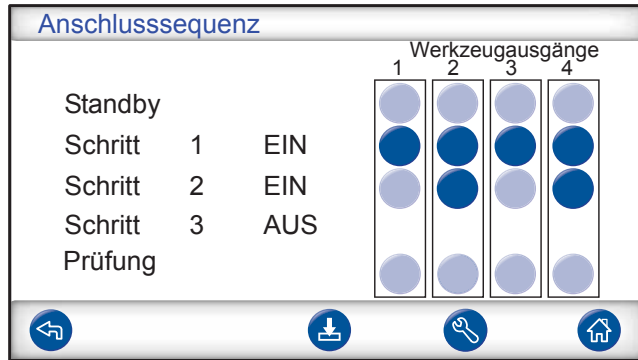 Anschlusssequenz
Werkzeugausgänge
1 2 3 4
Standby
Schritt 1 EIN
Schritt 2 EIN
Schritt 3 AUS
Prüfung